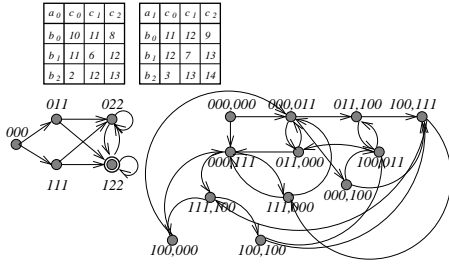 a0 c0 c1 c2
b0 10 11 8
b1 11 6 12
b2 2 12 13
a1 c0 c1 c2
b0 11 12 9
b1 12 7 13
b2 3 13 14
011 022
000
111 122
000,000 000,011 011,100 100,111
000,111 011,000 100,011
000,100
111,100 111,000
100,000 100,100